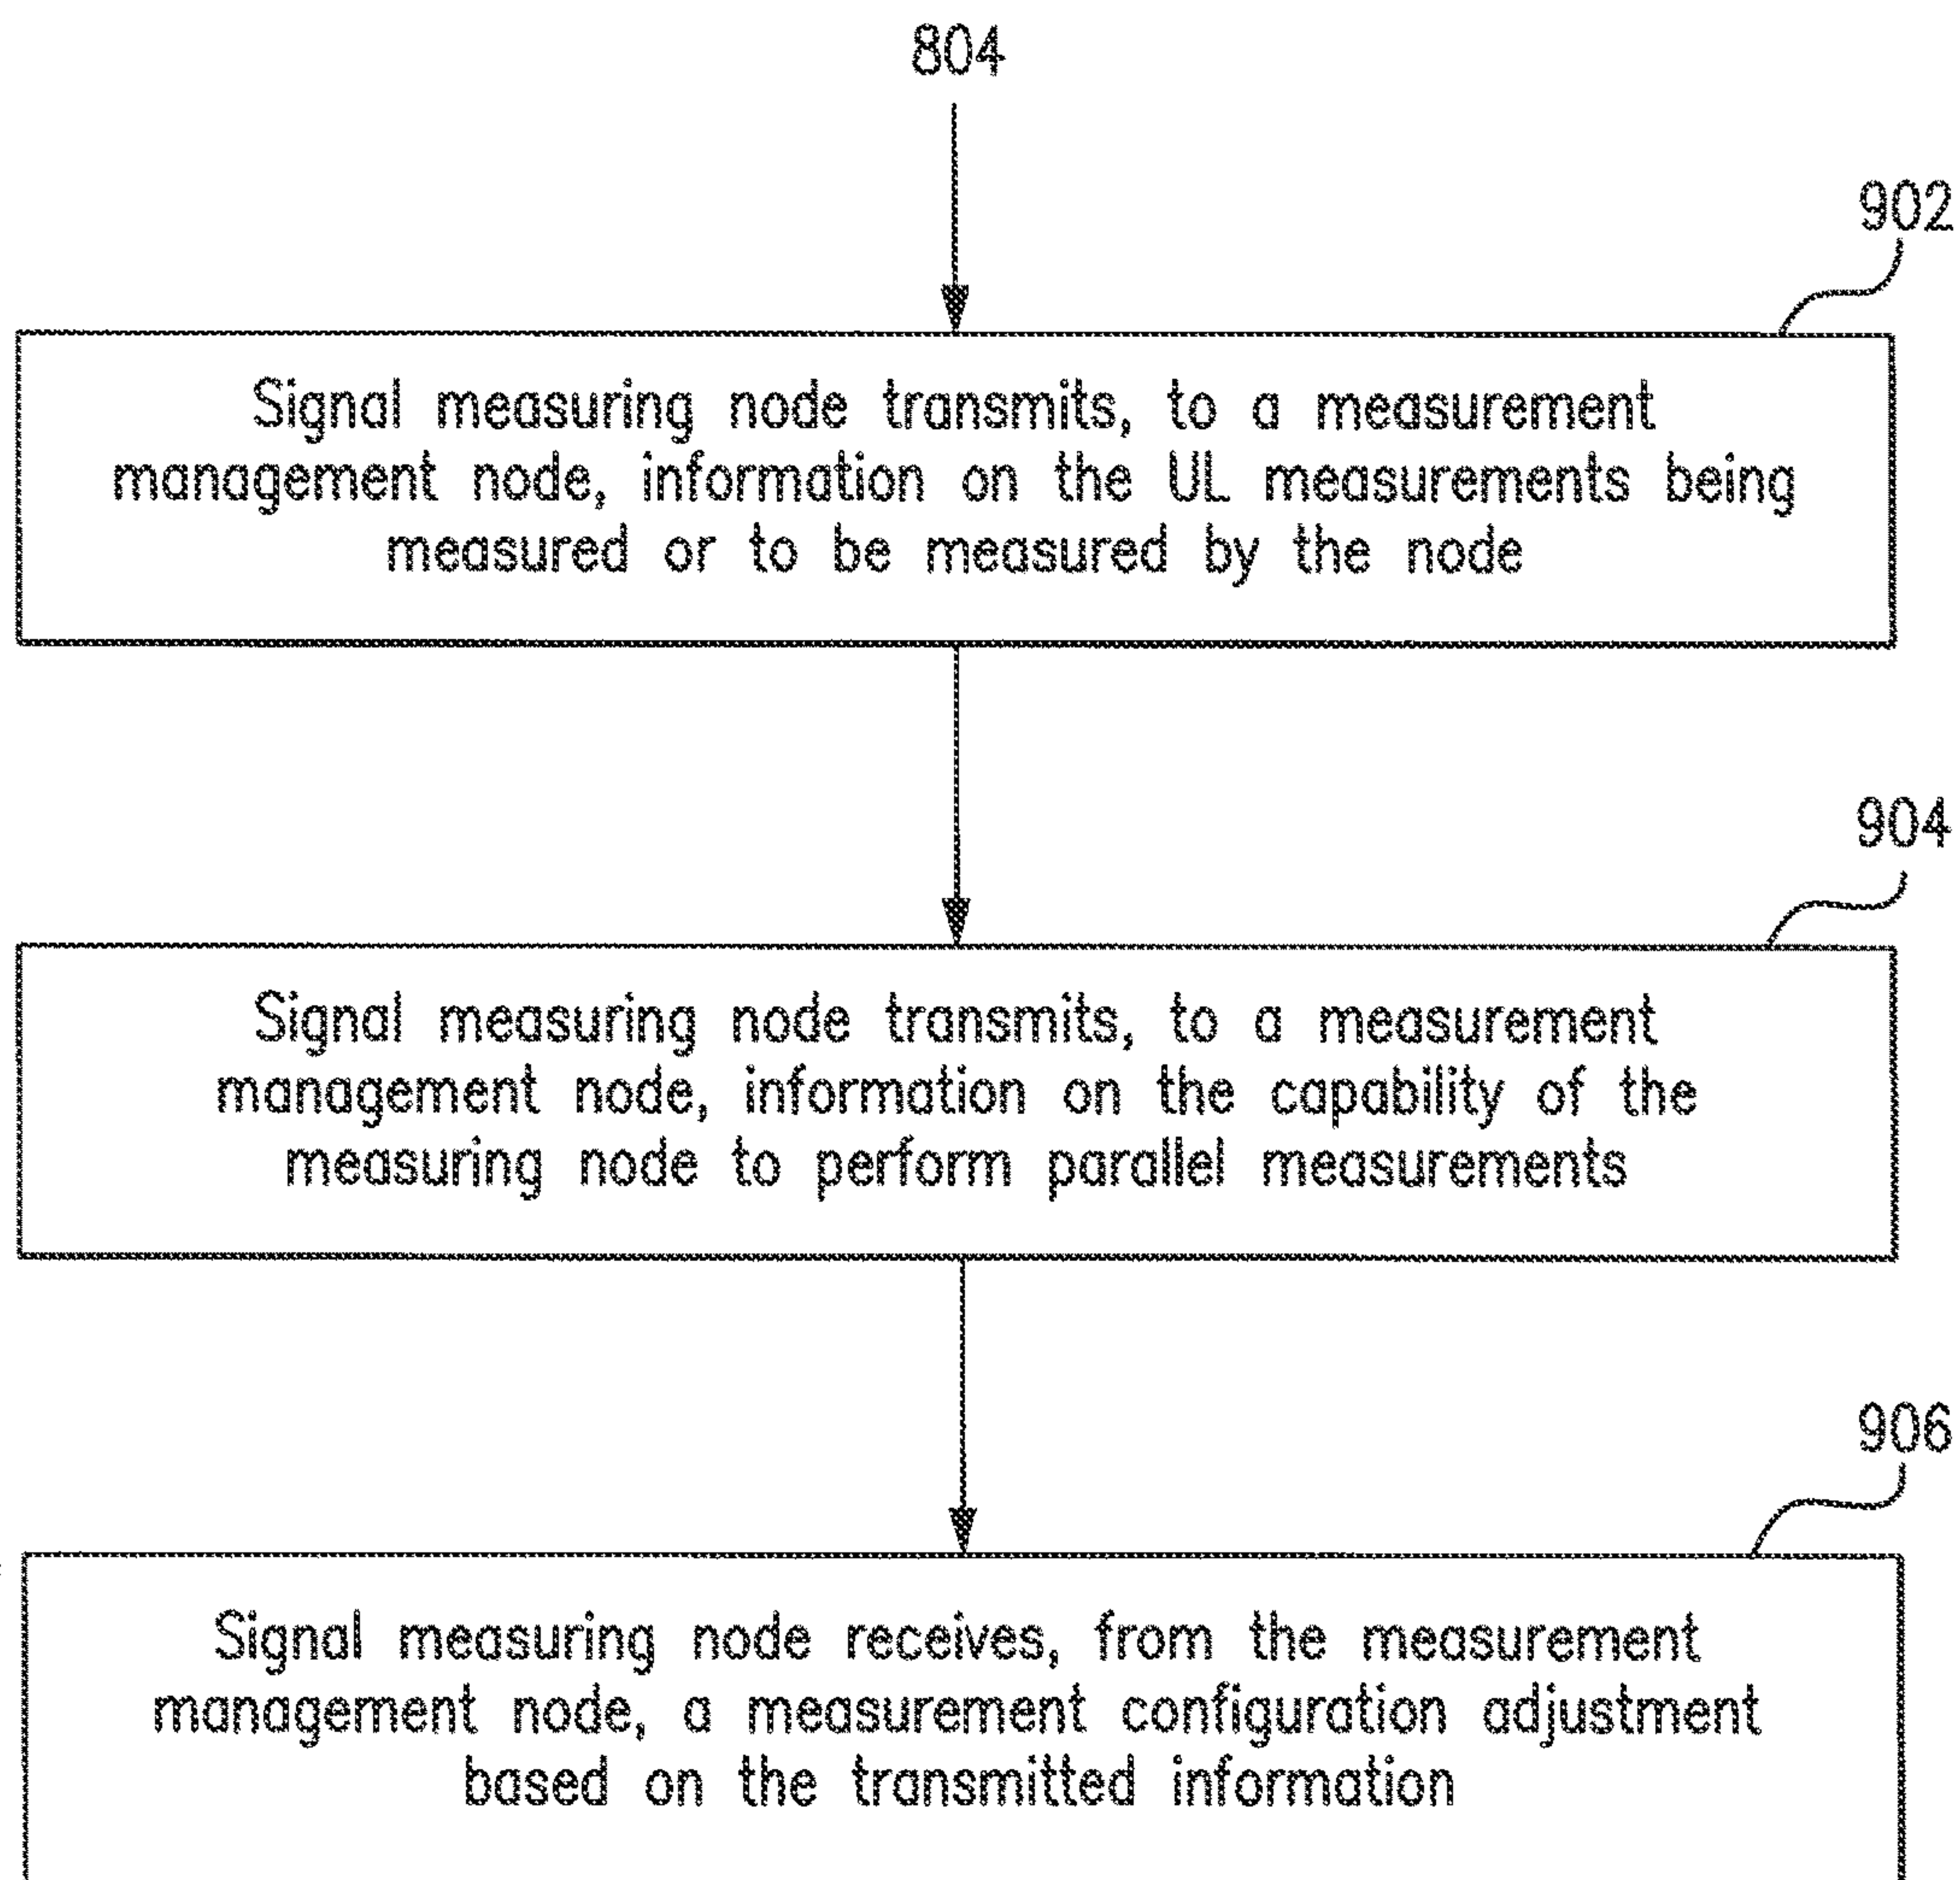 804
902
Signal measuring node transmits, to a measurement
management node, information on the UL measurements being
measured or to be measured by the node
904
Signal measuring node transmits, to a measurement
management node, information on the capability of the
measuring node to perform parallel measurements
906
Signal measuring node receives, from the measurement
management node, a measurement configuration adjustment
based on the transmitted information